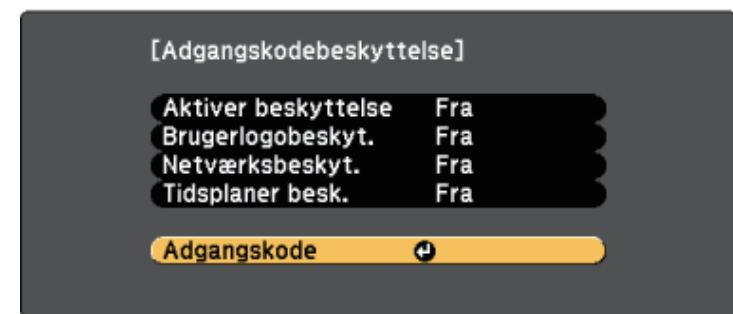 [Adgangskodebeskyttelse]
Aktiver beskyttelse Fra
Brugerlogobeskyt. Fra
Netværksbeskyt. Fra
Tidsplaner besk. Fra
Adgangskode